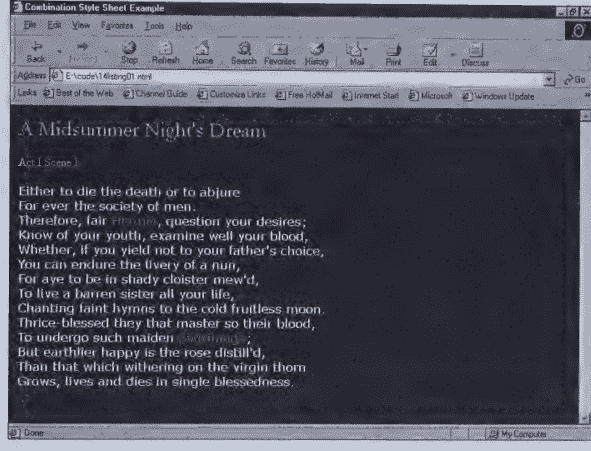 Combination Style Sheet Example
File Edit View Favorites Tools Help
Back Stop Refresh Home Search Favorites History Mail Print Edit Discuss
Address E:\code\14listing01.html Go
Links Best of the Web Channel Guide Customize Links Free HotMail Internet Start Microsoft Windows Update
A Midsummer Night's Dream
Act I Scene I
Either to die the death or to abjure
For ever the society of men.
Therefore, fair , question your desires;
Know of your youth, examine well your blood,
Whether, if you yield not to your father's choice,
You can endure the livery of a nun,
For aye to be in shady cloister mew'd,
To live a barren sister all your life,
Chanting faint hymns to the cold fruitless moon.
Thrice-blessed they that master so their blood,
To undergo such maiden ;
But earthlier happy is the rose distill'd,
Than that which withering on the virgin thorn
Grows, lives and dies in single blessedness.
Done My Computer